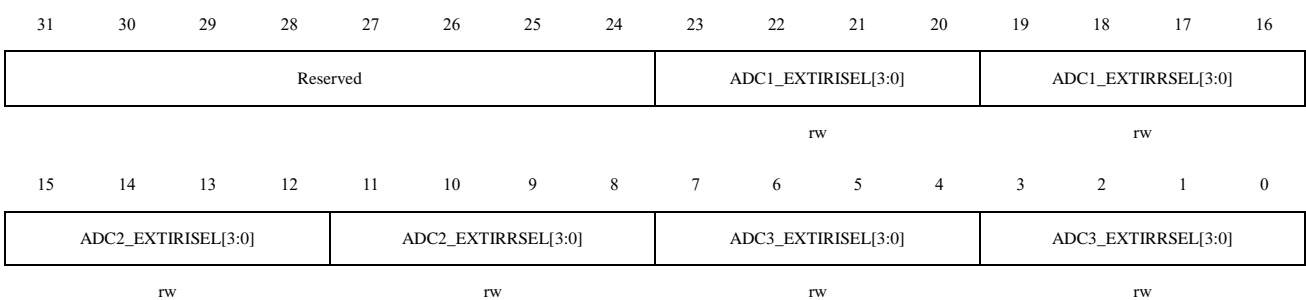 31 30 29 28 27 26 25 24 23 22 21 20 19 18 17 16
Reserved ADC1_EXTIRISEL[3:0] ADC1_EXTIRRSEL[3:0]
rw rw
15 14 13 12 11 10 9 8 7 6 5 4 3 2 1 0
ADC2_EXTIRISEL[3:0] ADC2_EXTIRRSEL[3:0] ADC3_EXTIRISEL[3:0] ADC3_EXTIRRSEL[3:0]
rw rw rw rw